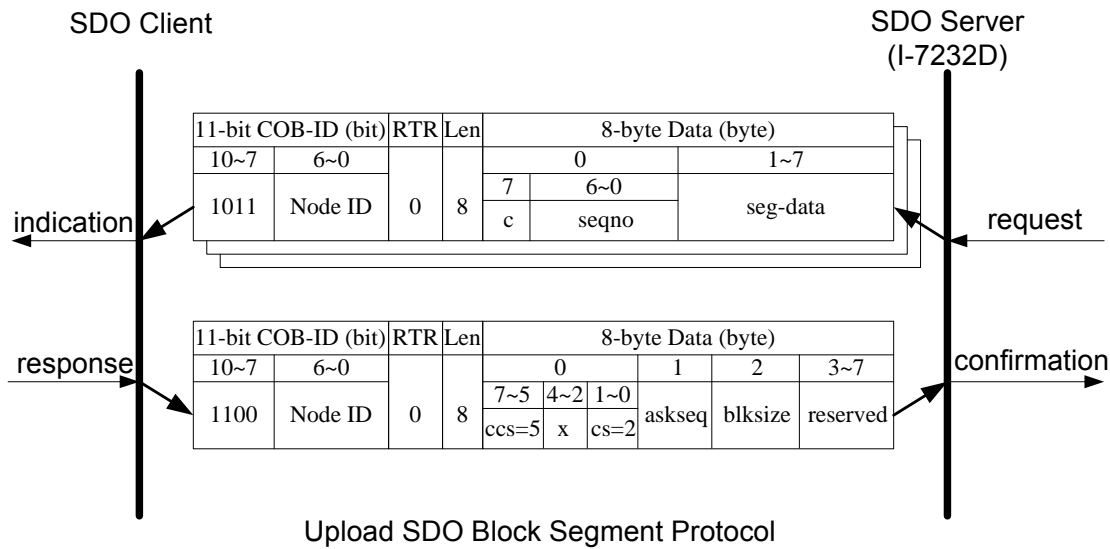 SDO Client
SDO Server
(I-7232D)
11-bit COB-ID (bit) RTR Len 8-byte Data (byte)
10~7 6~0 0 1~7
7 6~0
1011 Node ID 0 8 seg-data
c seqno
indication
request
11-bit COB-ID (bit) RTR Len 8-byte Data (byte)
response
confirmation
10~7 6~0 0 1 2 3~7
7~5 4~2 1~0
1100 Node ID 0 8 askseq blksize reserved
ccs=5 x cs=2
Upload SDO Block Segment Protocol